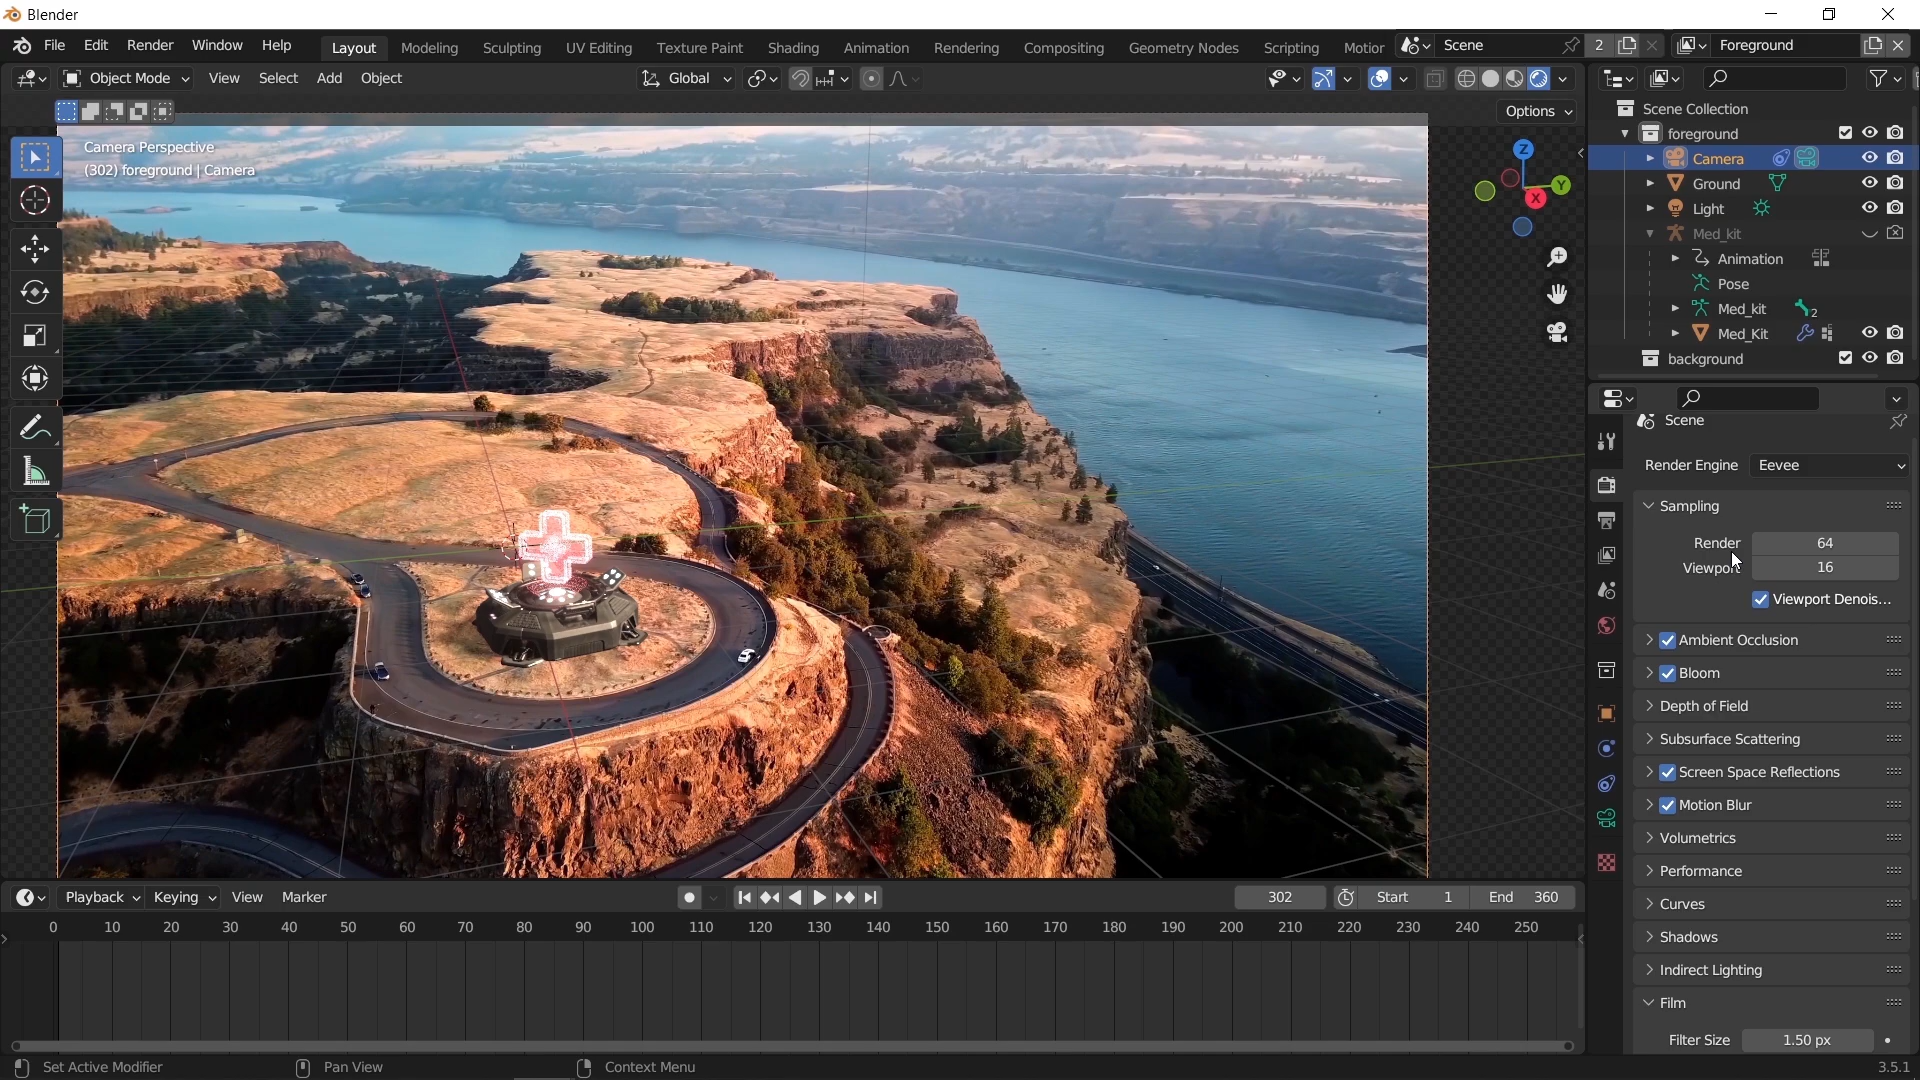 Blender
File Edit Render Window Help Layout Modeling Sculpting UV Editing Texture Paint Shading Animation Rendering Compositing Geometry Nodes Scripting Motior Scene 2 Foreground
Object Mode View Select Add Object Global
Options
Camera Perspective
(302) foreground | Camera
Z
Y
X
Scene Collection
foreground
Camera
Ground
Light
Med_kit
Animation
Pose
Med_kit 2
Med_Kit
background
Scene
Render Engine Eevee
Sampling
Render 64
Viewport 16
Viewport Denois...
Ambient Occlusion
Bloom
Depth of Field
Subsurface Scattering
Screen Space Reflections
Motion Blur
Volumetrics
Performance
Curves
Shadows
Indirect Lighting
Film
Filter Size 1.50 px
Playback Keying View Marker 302 Start 1 End 360
0 10 20 30 40 50 60 70 80 90 100 110 120 130 140 150 160 170 180 190 200 210 220 230 240 250
Set Active Modifier Pan View Context Menu 3.5.1